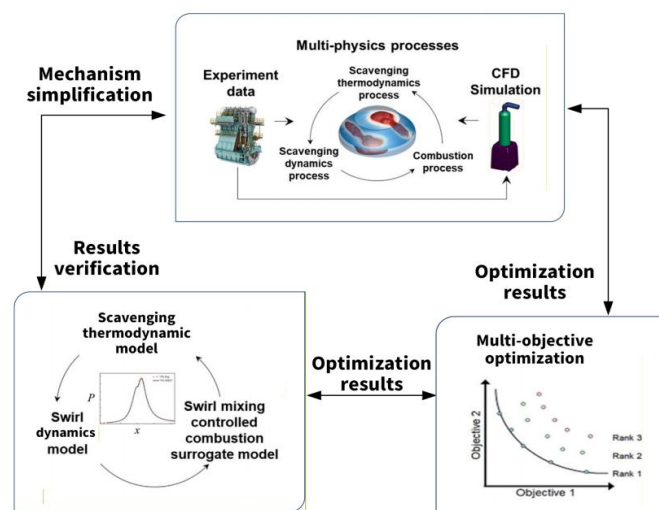 Multi-physics processes
Mechanism
simplification
Experiment
data
Scavenging
thermodynamics
process
CFD
Simulation
Scavenging
dynamics
process
Combustion
process
Results
verification
Optimization
results
Scavenging
thermodynamic
model
P
x
Swirl
dynamics
model
Swirl mixing
controlled
combustion
surrogate model
Optimization
results
Multi-objective
optimization
Objective 2
Rank 3
Rank 2
Rank 1
Objective 1